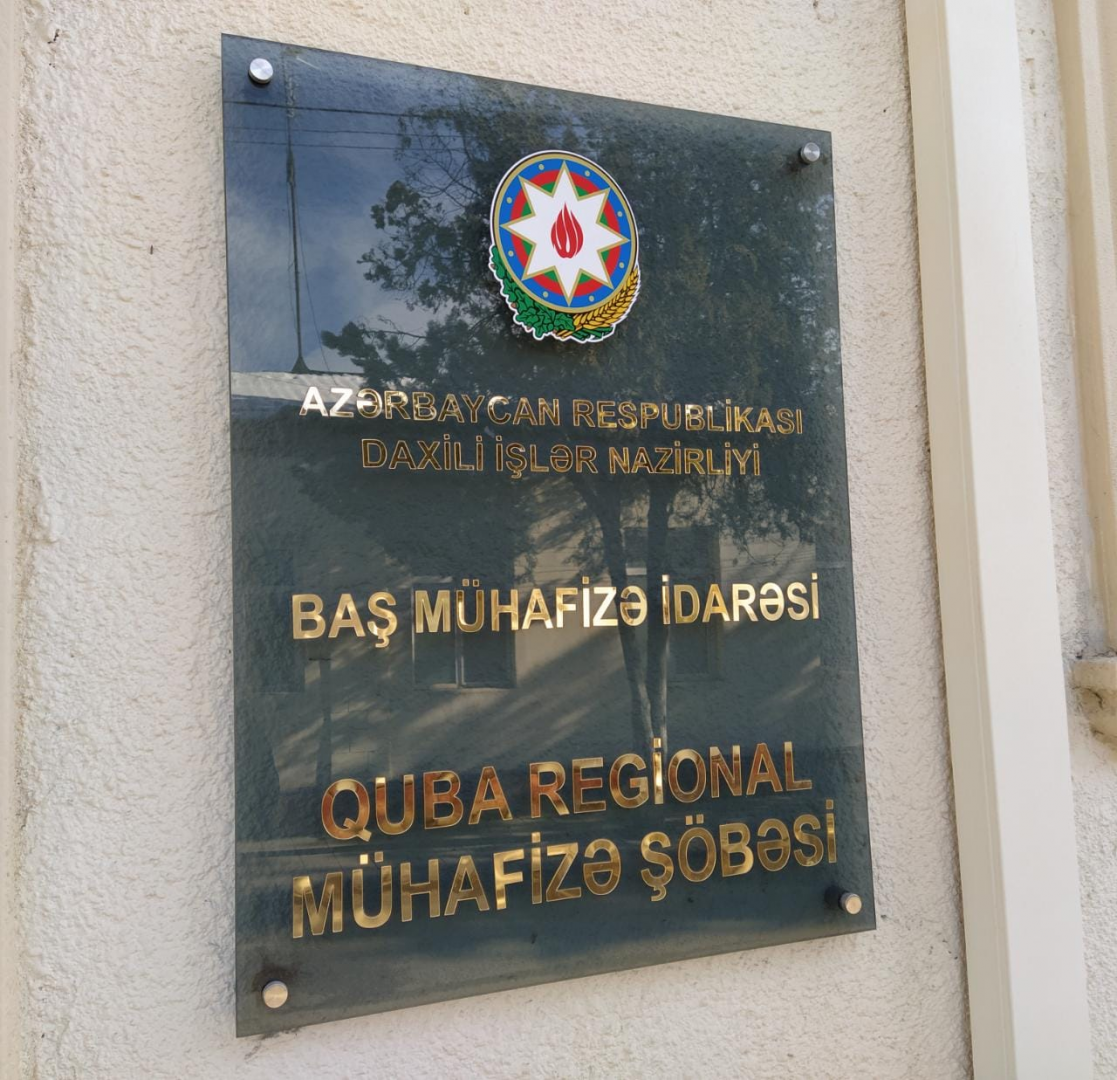 AZƏRBAYCAN RESPUBLİKASI
DAXİLİ İŞLƏR NAZİRLİYİ
BAŞ MÜHAFİZƏ İDARƏSİ
QUBA REGİONAL
MÜHAFİZƏ ŞÖBƏSİ